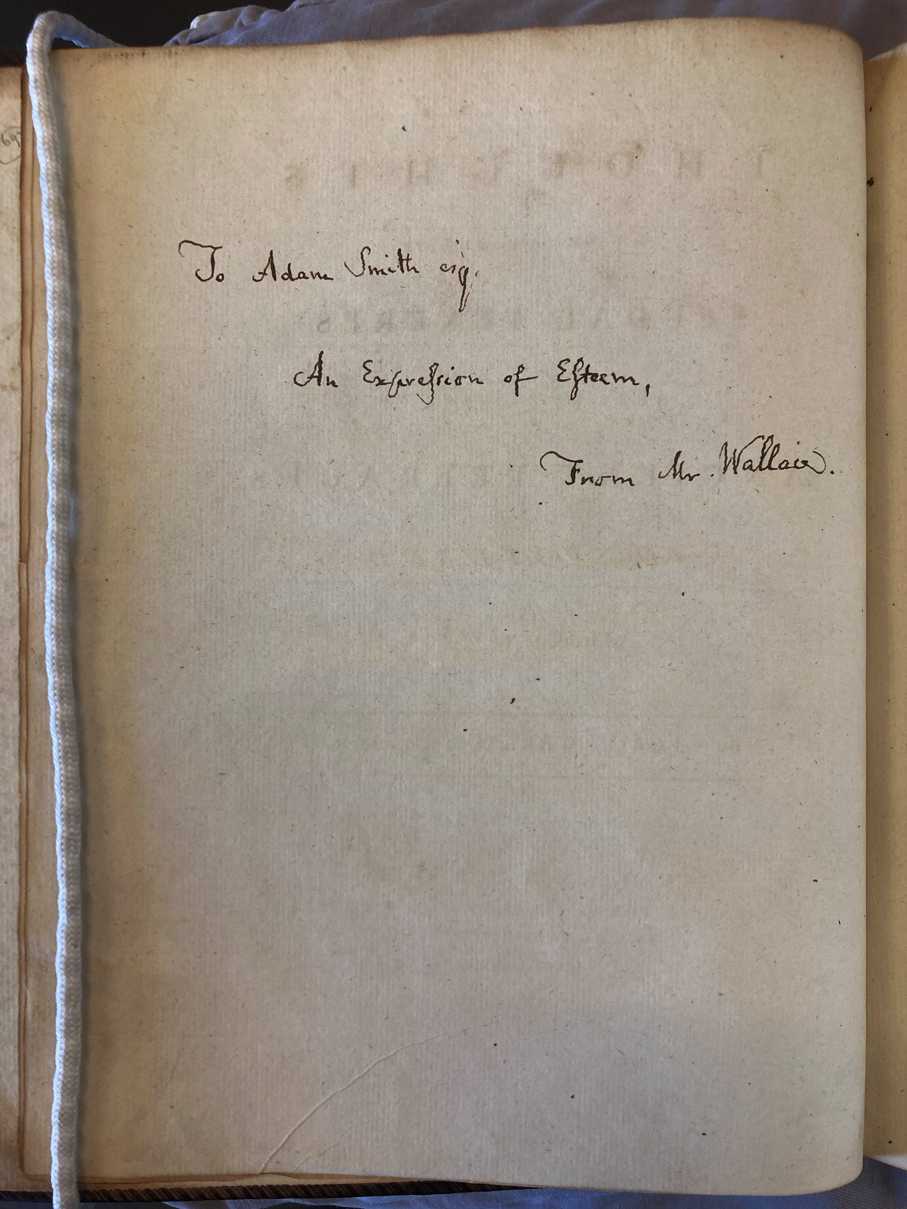 To Adam Smith esq.
An Expreſsion of Eſteem,
From Mr. Wallace.